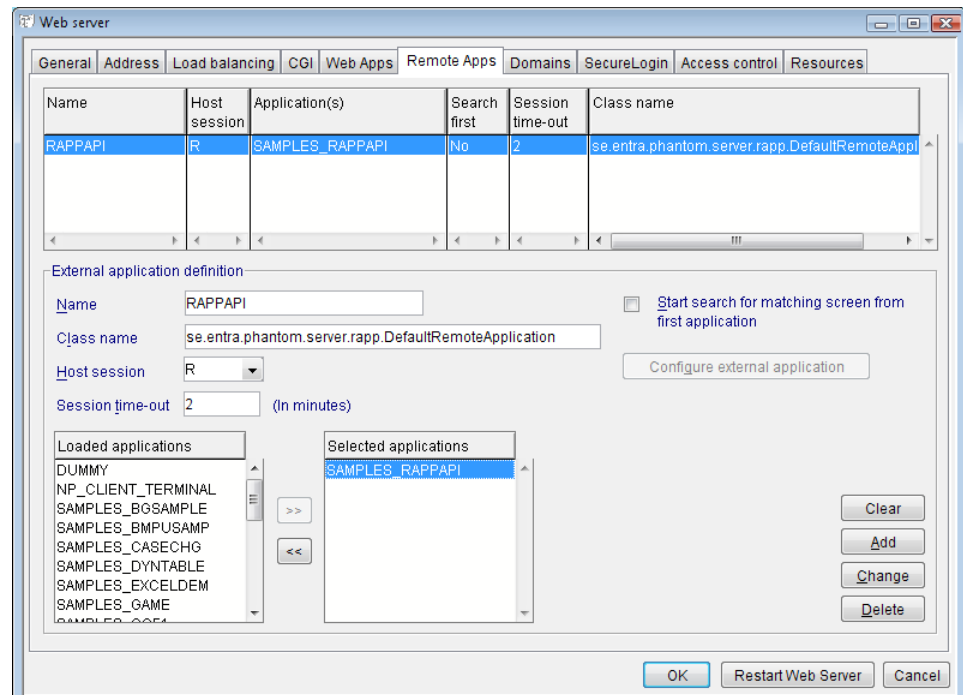 Web server
General Address Load balancing CGI Web Apps Remote Apps Domains SecureLogin Access control Resources
Name Host session Application(s) Search first Session time-out Class name
RAPPAPI R SAMPLES_RAPPAPI No 2 se.entra.phantom.server.rapp.DefaultRemoteAppl
External application definition
Name RAPPAPI
Start search for matching screen from
first application
Class name se.entra.phantom.server.rapp.DefaultRemoteApplication
Host session R
Configure external application
Session time-out 2 (In minutes)
Loaded applications
DUMMY
NP_CLIENT_TERMINAL
SAMPLES_BGSAMPLE
SAMPLES_BMPUSAMP
SAMPLES_CASECHG
SAMPLES_DYNTABLE
SAMPLES_EXCELDEM
SAMPLES_GAME
>>
<<
Selected applications
SAMPLES_RAPPAPI
Clear
Add
Change
Delete
OK Restart Web Server Cancel